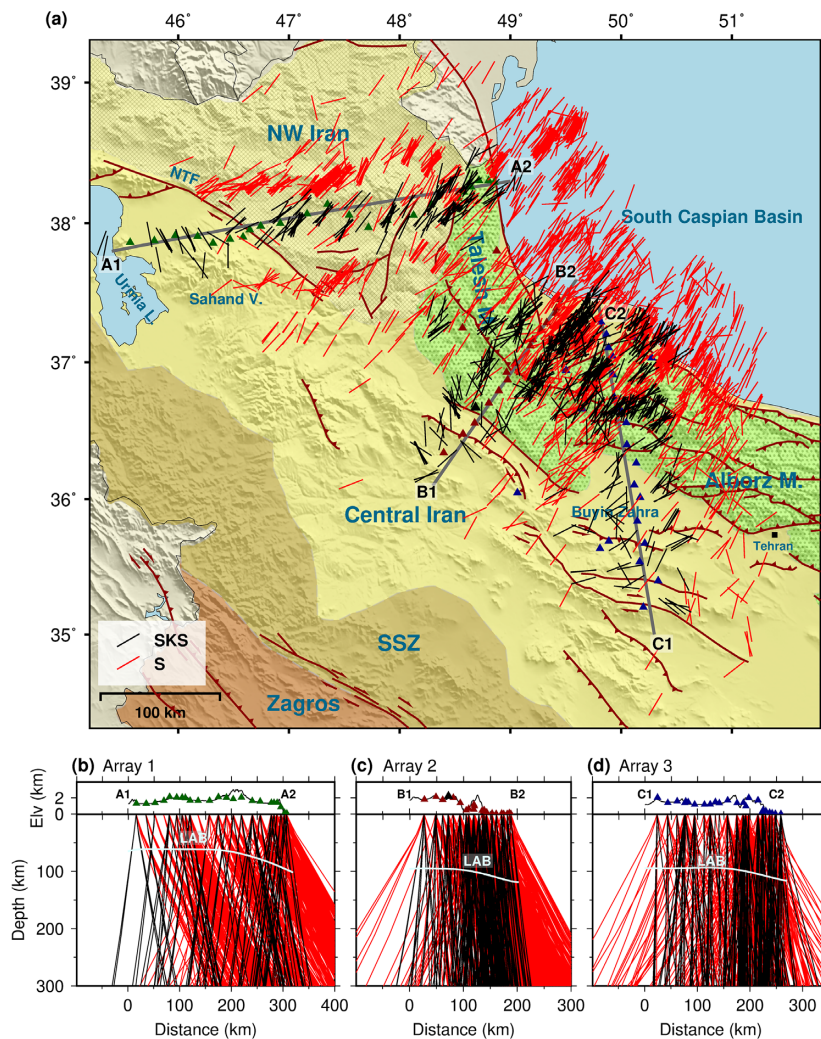 (a)
46° 47° 48° 49° 50° 51°
39°
NW Iran
A2
NTF
38°
South Caspian Basin
A1
Urmia L.
Sahand V.
Talesh M
B2
C2
37°
Alborz M
B1
36°
Central Iran
Buyin Zahra
Tehran
35°
SKS
S
SSZ
C1
Zagros
100 km
(b) Array 1
(c) Array 2
(d) Array 3
A1 A2
B1 B2
C1 C2
Elv (km)
2
0
LAB
LAB
LAB
Depth (km)
100
200
300
0 100 200 300 400
0 100 200 300
0 100 200 300
Distance (km)
Distance (km)
Distance (km)